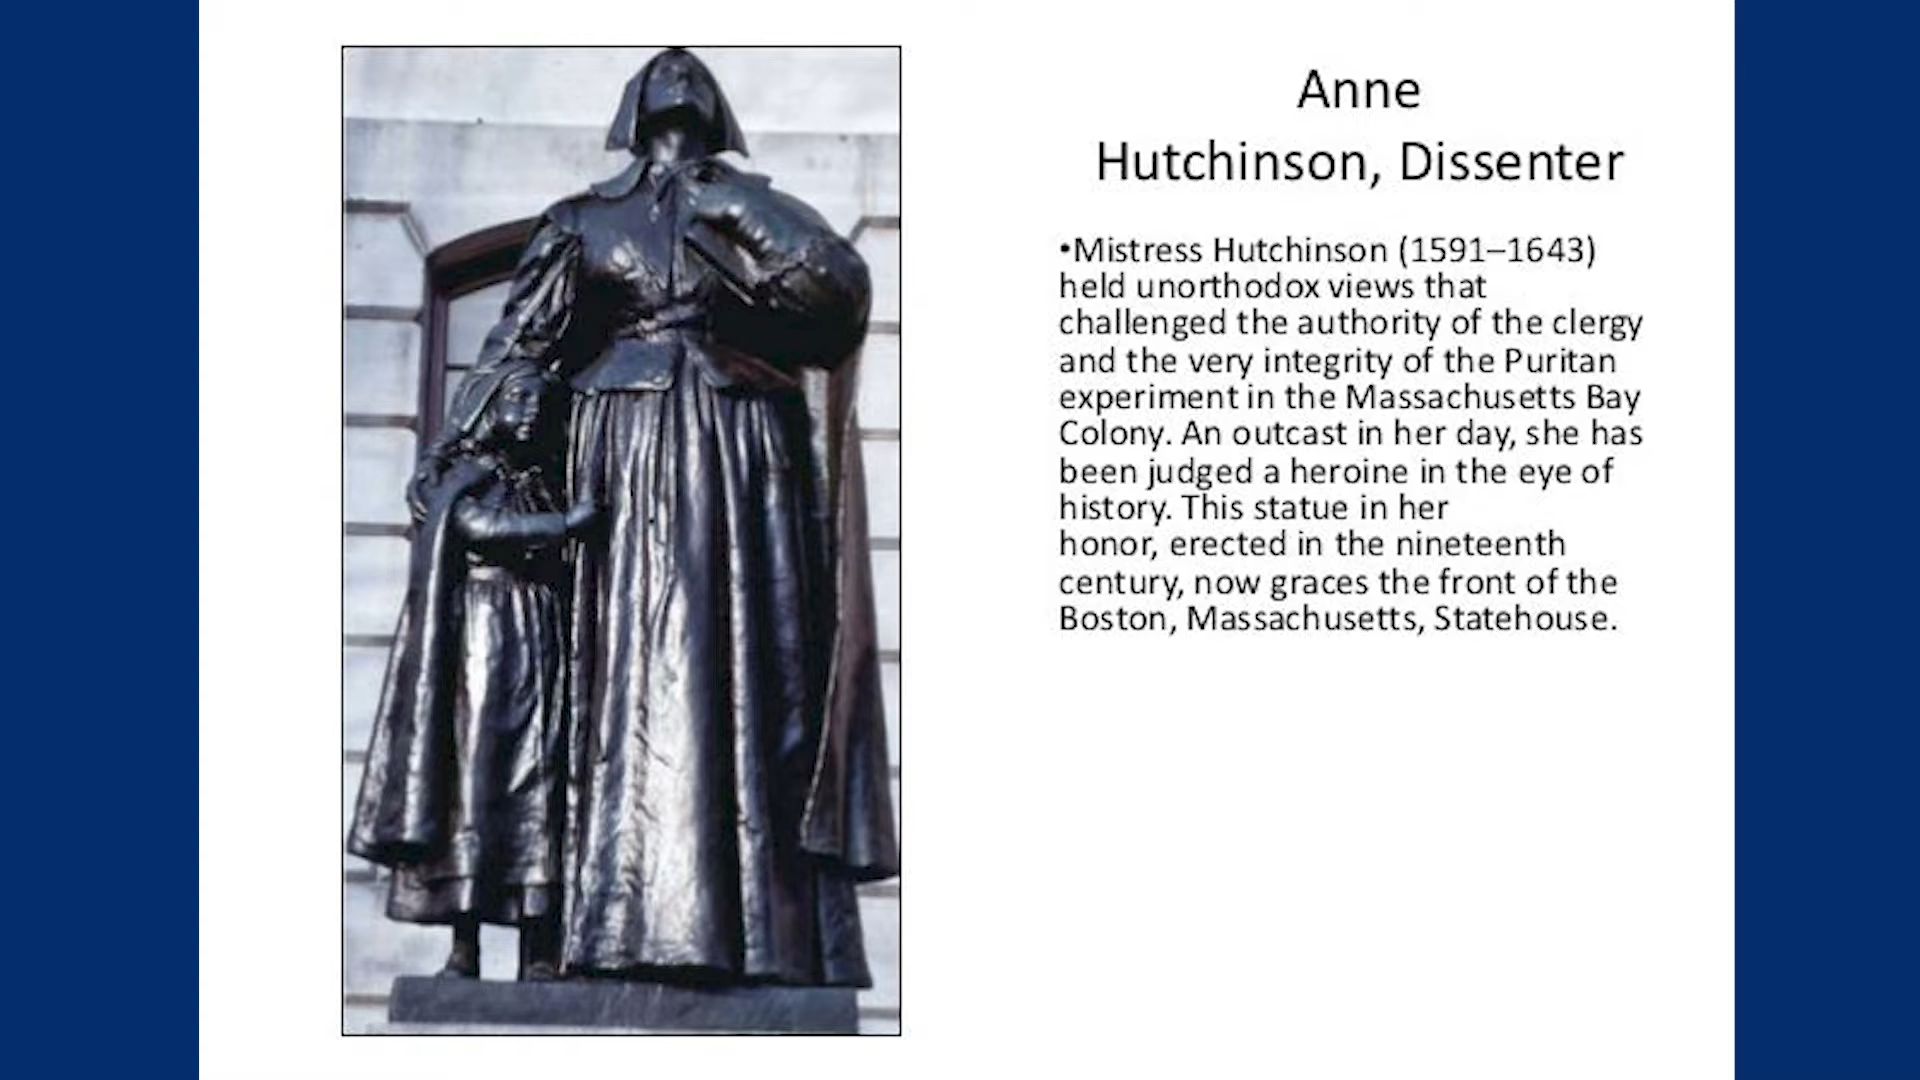 Anne
Hutchinson, Dissenter
•Mistress Hutchinson (1591–1643)
held unorthodox views that
challenged the authority of the clergy
and the very integrity of the Puritan
experiment in the Massachusetts Bay
Colony. An outcast in her day, she has
been judged a heroine in the eye of
history. This statue in her
honor, erected in the nineteenth
century, now graces the front of the
Boston, Massachusetts, Statehouse.